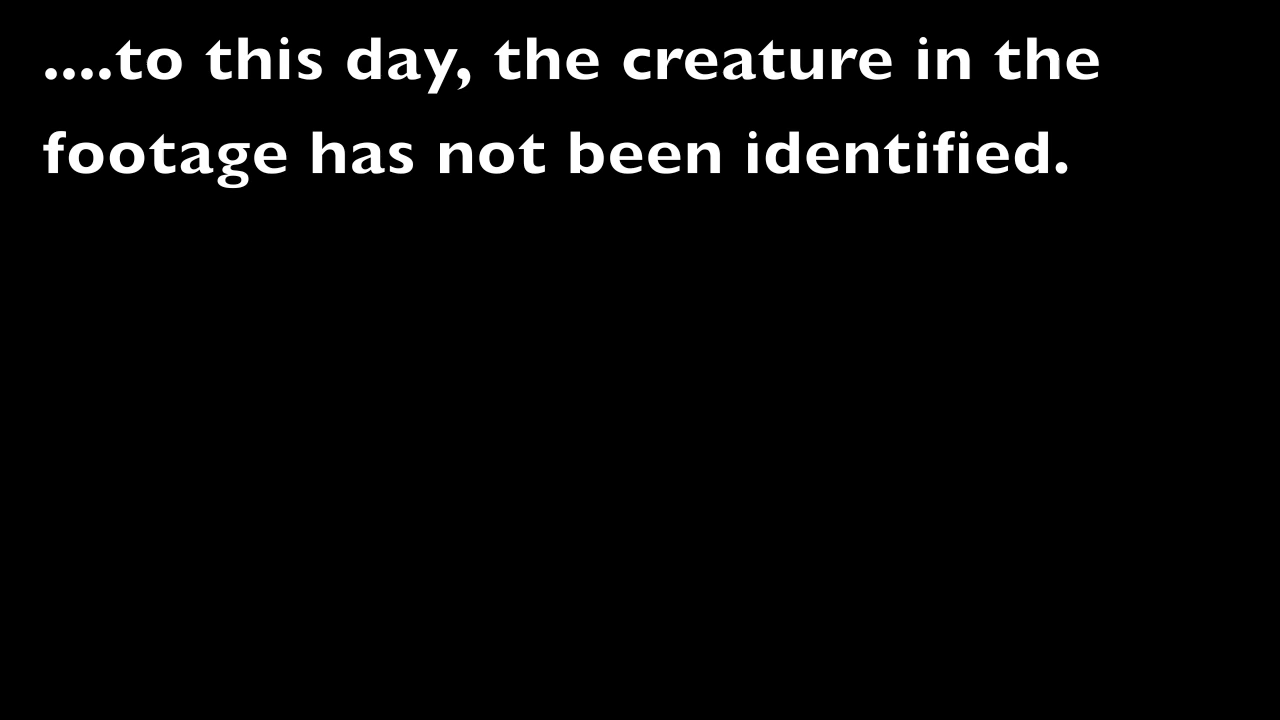 ....to this day, the creature in the
footage has not been identified.